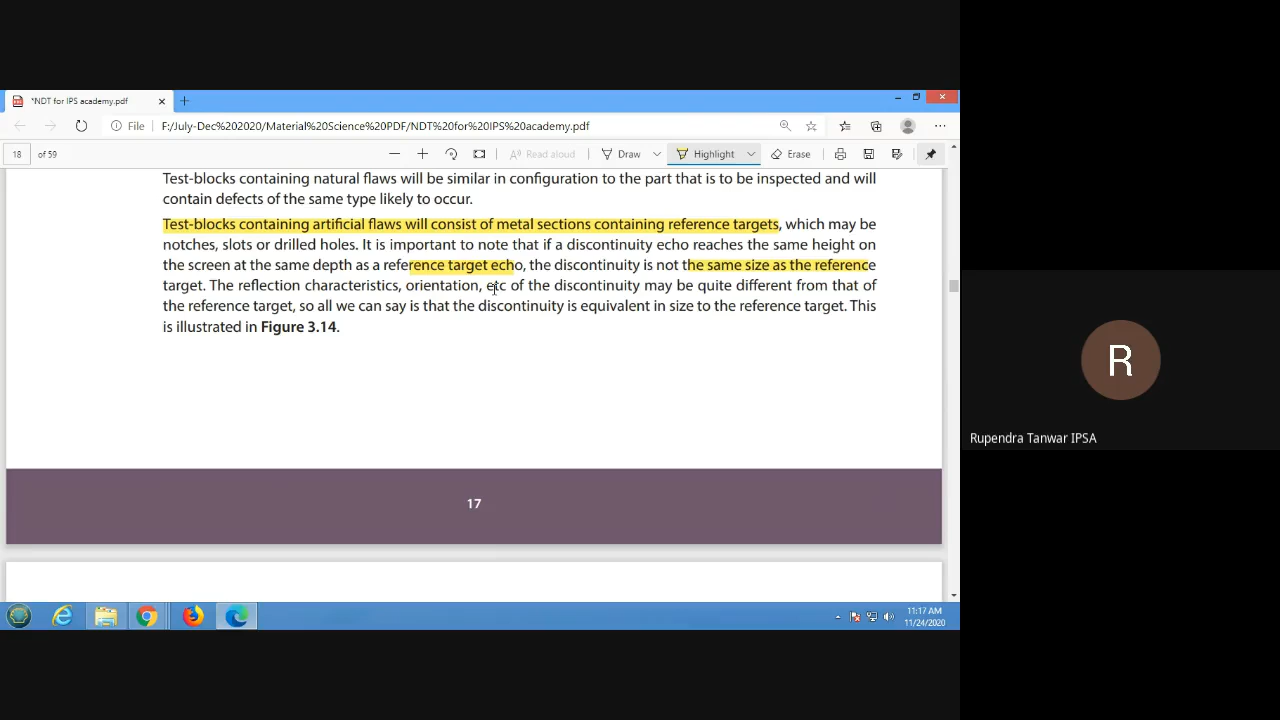 *NDT for IPS academy.pdf
File F:/July-Dec%202020/Material%20Science%20PDF/NDT%20for%20IPS%20academy.pdf
18 of 59 Read aloud Draw Highlight Erase
Test-blocks containing natural flaws will be similar in configuration to the part that is to be inspected and will
contain defects of the same type likely to occur.
Test-blocks containing artificial flaws will consist of metal sections containing reference targets, which may be
notches, slots or drilled holes. It is important to note that if a discontinuity echo reaches the same height on
the screen at the same depth as a reference target echo, the discontinuity is not the same size as the reference
target. The reflection characteristics, orientation, etc of the discontinuity may be quite different from that of
the reference target, so all we can say is that the discontinuity is equivalent in size to the reference target. This
is illustrated in Figure 3.14.
17
R
Rupendra Tanwar IPSA
11:17 AM
11/24/2020